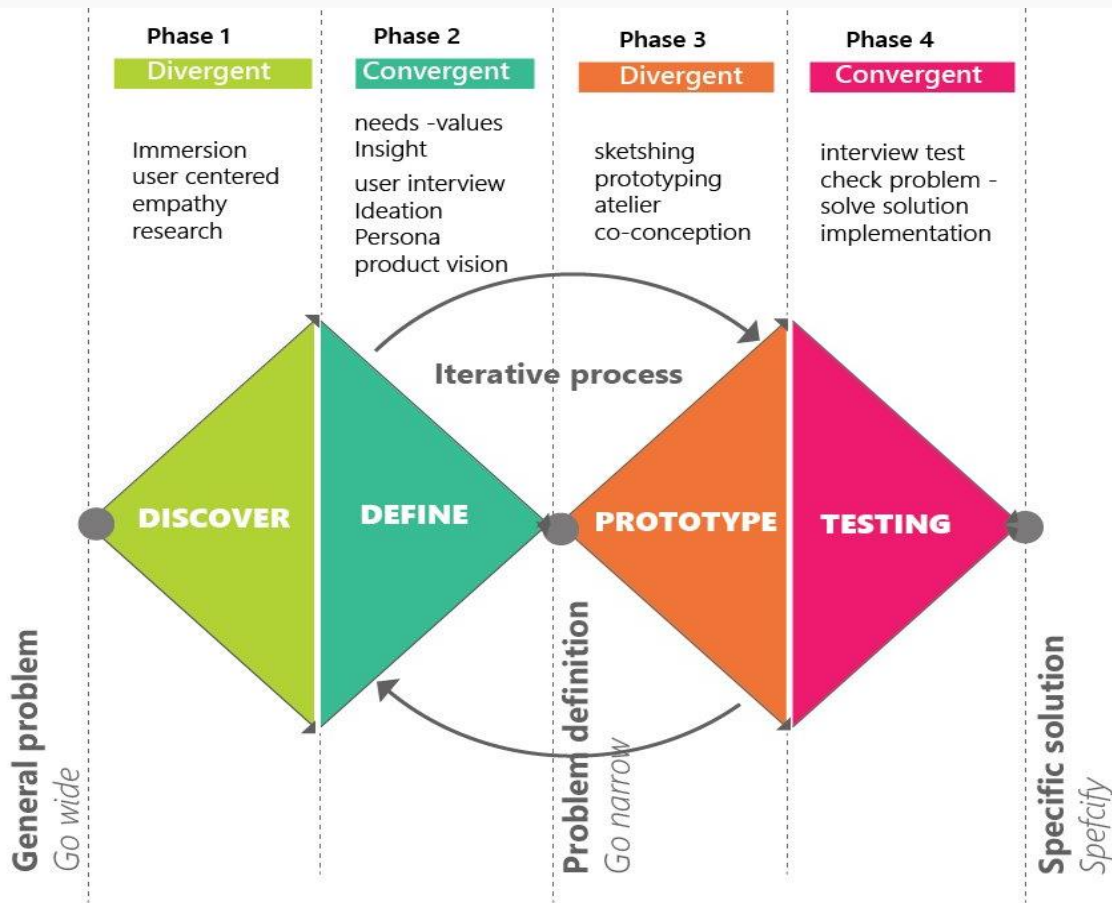 Phase 1
Divergent
Immersion
user centered
empathy
research
Phase 2
Convergent
needs -values
Insight
user interview
Ideation
Persona
product vision
Phase 3
Divergent
sketshing
prototyping
atelier
co-conception
Phase 4
Convergent
interview test
check problem -
solve solution
implementation
Iterative process
DISCOVER
DEFINE
PROTOTYPE
TESTING
General problem
Go wide
Problem definition
Go narrow
Specific solution
Spefcify